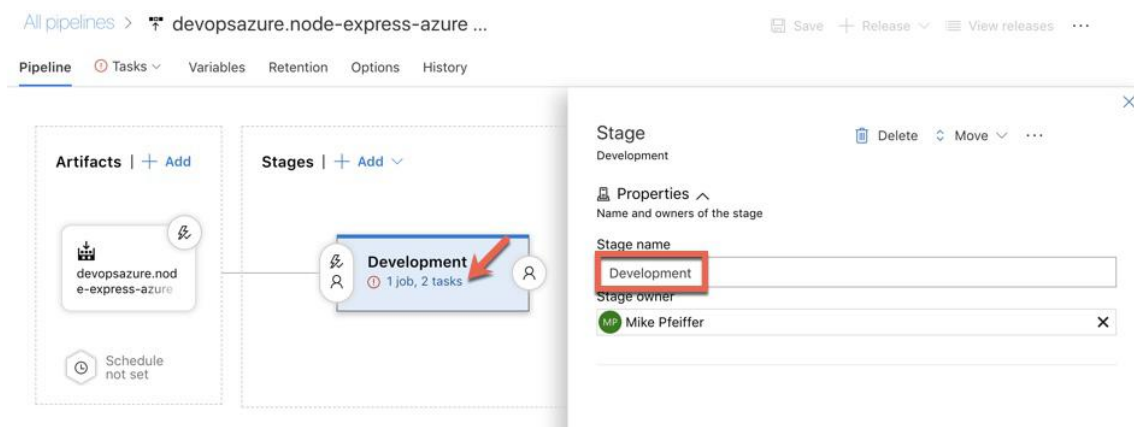 All pipelines > devopsazure.node-express-azure ...
Save + Release View releases ...
Pipeline Tasks Variables Retention Options History
Artifacts | + Add
Stages | + Add
devopsazure.nod
e-express-azure
Schedule
not set
Development
1 job, 2 tasks
Stage
Development
Delete Move ...
Properties
Name and owners of the stage
Stage name
Development
Stage owner
MP Mike Pfeiffer